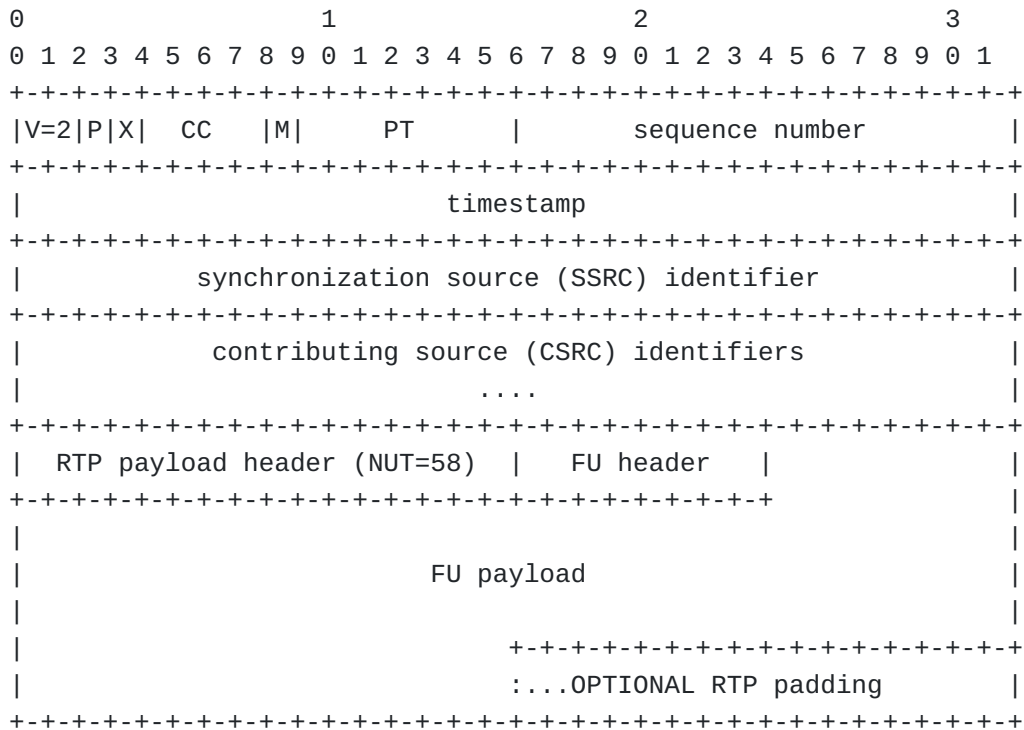 0                   1                   2                   3
0 1 2 3 4 5 6 7 8 9 0 1 2 3 4 5 6 7 8 9 0 1 2 3 4 5 6 7 8 9 0 1
+-+-+-+-+-+-+-+-+-+-+-+-+-+-+-+-+-+-+-+-+-+-+-+-+-+-+-+-+-+-+-+-+
|V=2|P|X|  CC   |M|     PT      |       sequence number         |
+-+-+-+-+-+-+-+-+-+-+-+-+-+-+-+-+-+-+-+-+-+-+-+-+-+-+-+-+-+-+-+-+
|                           timestamp                           |
+-+-+-+-+-+-+-+-+-+-+-+-+-+-+-+-+-+-+-+-+-+-+-+-+-+-+-+-+-+-+-+-+
|           synchronization source (SSRC) identifier            |
+-+-+-+-+-+-+-+-+-+-+-+-+-+-+-+-+-+-+-+-+-+-+-+-+-+-+-+-+-+-+-+-+
|            contributing source (CSRC) identifiers             |
|                             ....                              |
+-+-+-+-+-+-+-+-+-+-+-+-+-+-+-+-+-+-+-+-+-+-+-+-+-+-+-+-+-+-+-+-+
|  RTP payload header (NUT=58)  |   FU header   |               |
+-+-+-+-+-+-+-+-+-+-+-+-+-+-+-+-+-+-+-+-+-+-+-+-+               |
|                                                               |
|                          FU payload                           |
|                                                               |
|                               +-+-+-+-+-+-+-+-+-+-+-+-+-+-+-+-+
|                               :...OPTIONAL RTP padding        |
+-+-+-+-+-+-+-+-+-+-+-+-+-+-+-+-+-+-+-+-+-+-+-+-+-+-+-+-+-+-+-+-+